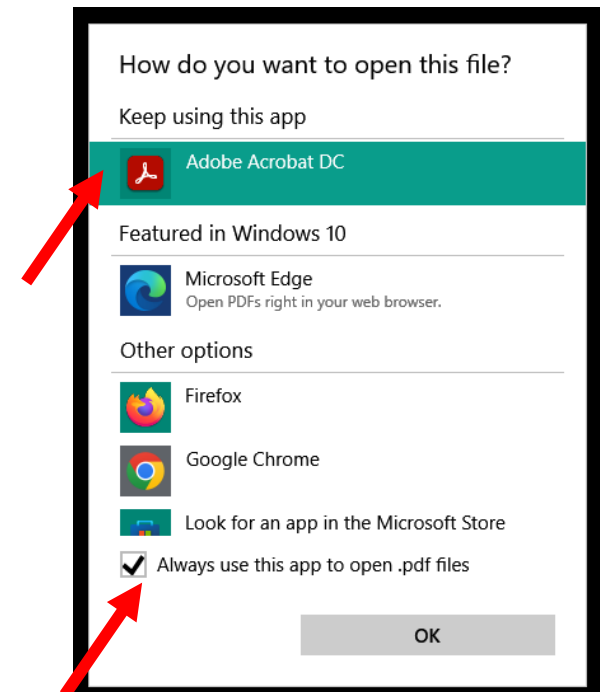 How do you want to open this file?
Keep using this app
Adobe Acrobat DC
Featured in Windows 10
Microsoft Edge
Open PDFs right in your web browser.
Other options
Firefox
Google Chrome
Look for an app in the Microsoft Store
Always use this app to open .pdf files
OK